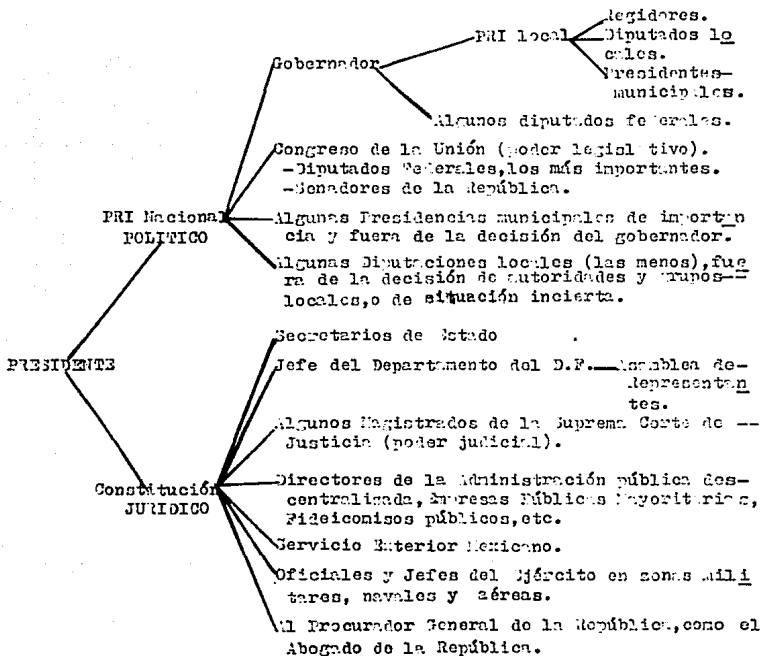 Regidores.
PRI local
Diputados lo
cales.
Gobernador
Presidentes-
municipales.
Algunos diputados federales.
Congreso de la Unión (poder legislativo).
-Diputados Federales,los más importantes.
-Senadores de la República.
PRI Nacional
POLITICO
Algunas Presidencias municipales de importan
cia y fuera de la decisión del gobernador.
Algunas Diputaciones locales (las menos),fue
ra de la decisión de autoridades y grupos--
locales,o de situación incierta.
Secretarios de Estado
PRESIDENTE
Jefe del Departamento del D.F.
Asamblea de-
Representan
tes.
Algunos Magistrados de la Suprema Corte de --
Justicia (poder judicial).
Constitución
JURIDICO
Directores de la Administración pública des-
centralizada, Empresas Públicas Mayoritarias,
Fideicomisos públicos,etc.
Servicio Exterior Mexicano.
Oficiales y Jefes del Ejército en zonas mili
tares, navales y aéreas.
Al Procurador General de la República,como el
Abogado de la República.